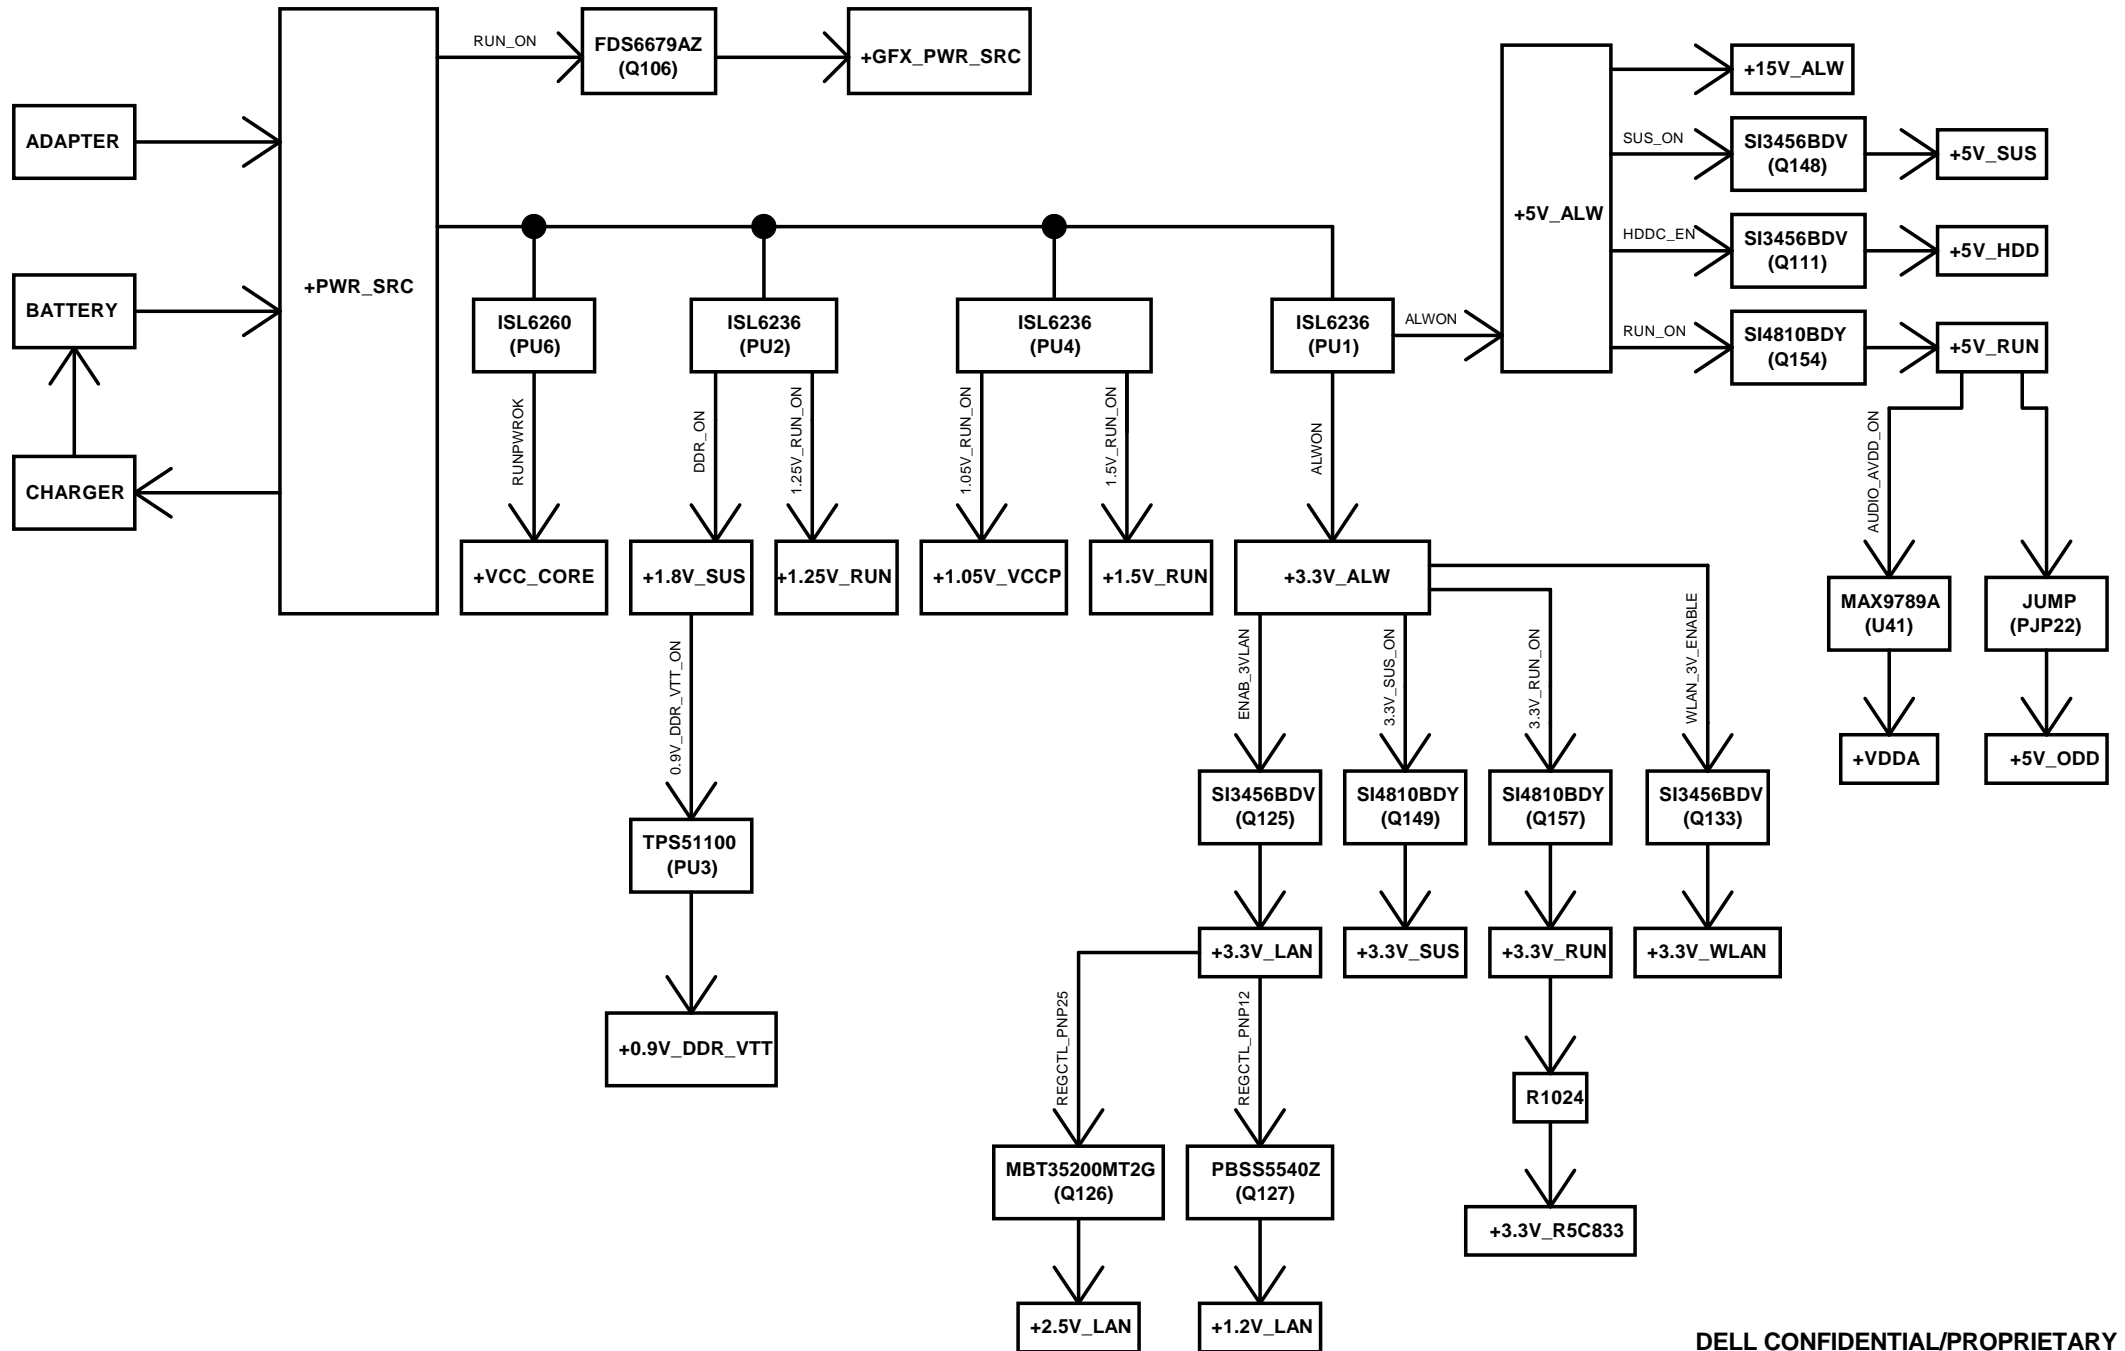 RUN_ON
FDS6679AZ
(Q106)
+GFX_PWR_SRC
+15V_ALW
ADAPTER
SUS_ON
SI3456BDV
(Q148)
+5V_SUS
+5V_ALW
HDDC_EN
SI3456BDV
(Q111)
+5V_HDD
BATTERY
+PWR_SRC
ISL6260
(PU6)
ISL6236
(PU2)
ISL6236
(PU4)
ISL6236
(PU1)
ALWON
RUN_ON
SI4810BDY
(Q154)
+5V_RUN
CHARGER
RUNPWROK
DDR_ON
1.25V_RUN_ON
1.05V_RUN_ON
1.5V_RUN_ON
ALWON
AUDIO_AVDD_ON
+VCC_CORE
+1.8V_SUS
+1.25V_RUN
+1.05V_VCCP
+1.5V_RUN
+3.3V_ALW
MAX9789A
(U41)
JUMP
(PJP22)
0.9V_DDR_VTT_ON
ENAB_3VLAN
3.3V_SUS_ON
3.3V_RUN_ON
WLAN_3V_ENABLE
+VDDA
+5V_ODD
SI3456BDV
(Q125)
SI4810BDY
(Q149)
SI4810BDY
(Q157)
SI3456BDV
(Q133)
TPS51100
(PU3)
+3.3V_LAN
+3.3V_SUS
+3.3V_RUN
+3.3V_WLAN
+0.9V_DDR_VTT
REGCTL_PNP25
REGCTL_PNP12
R1024
MBT35200MT2G
(Q126)
PBSS5540Z
(Q127)
+3.3V_R5C833
+2.5V_LAN
+1.2V_LAN
DELL CONFIDENTIAL/PROPRIETARY